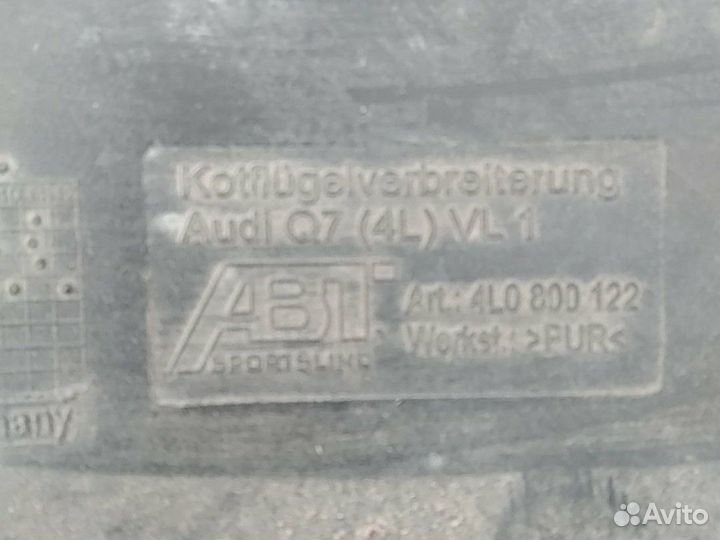 Kotflügelverbreiterung
Audi Q7 (4L) VL 1
ABT
SPORTSLINE
Art.: 4L0 800 122
Werkst.: >PUR<
many
Avito